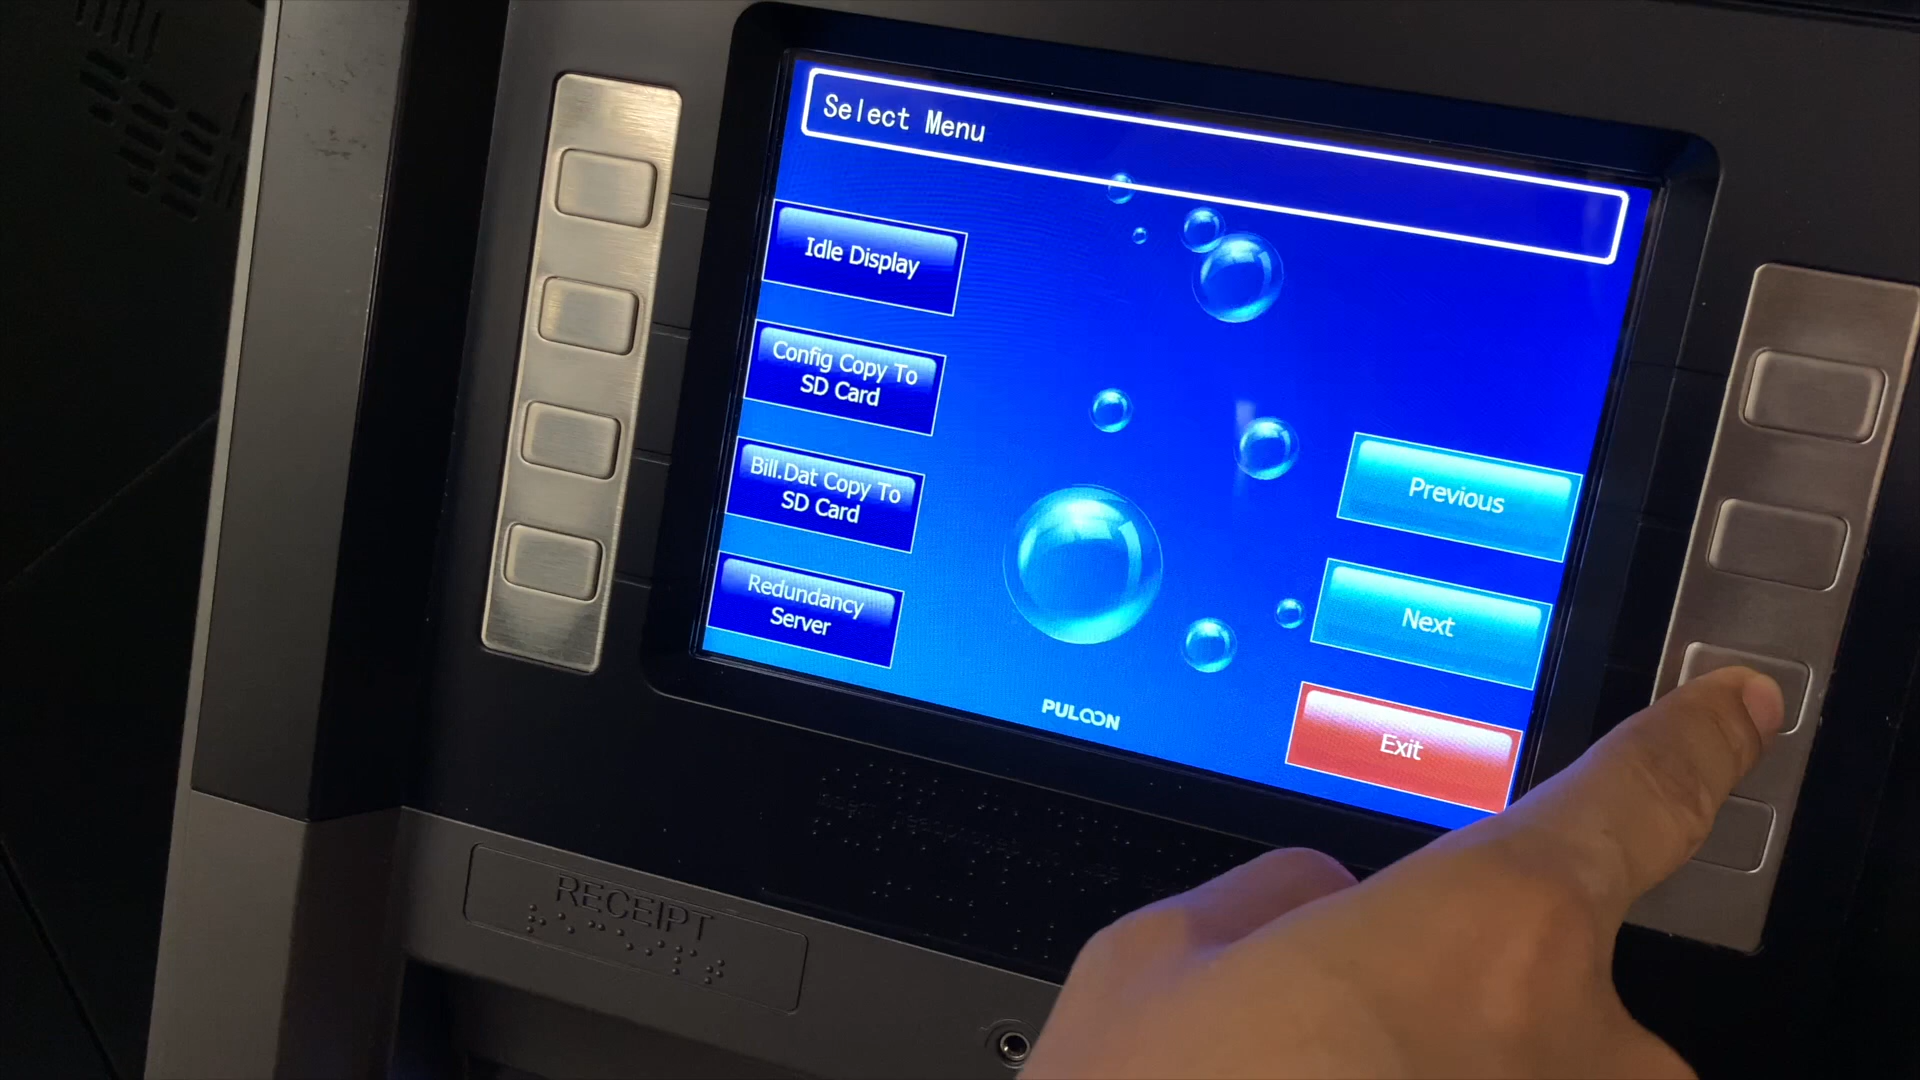 Select Menu
Idle Display
Config Copy To
SD Card
Bill.Dat Copy To
SD Card
Redundancy
Server
Previous
Next
Exit
PULOON
RECEIPT